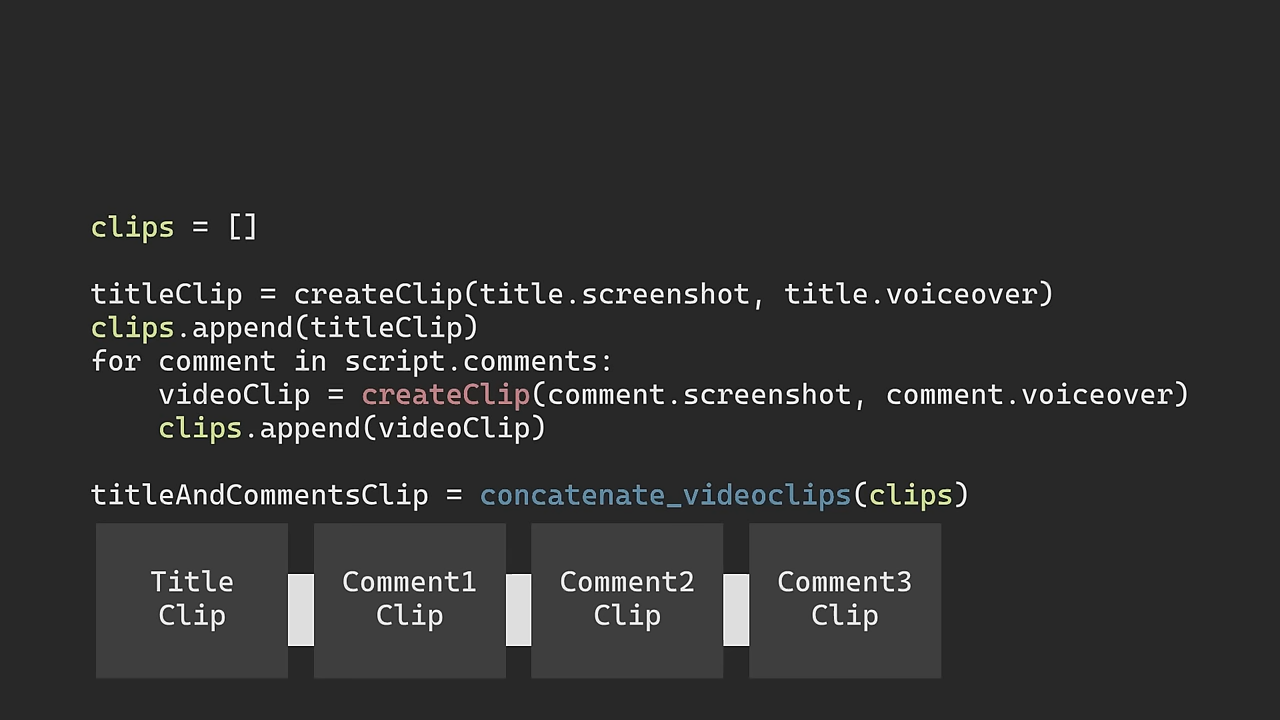 clips = []
titleClip = createClip(title.screenshot, title.voiceover)
clips.append(titleClip)
for comment in script.comments:
    videoClip = createClip(comment.screenshot, comment.voiceover)
    clips.append(videoClip)
titleAndCommentsClip = concatenate_videoclips(clips)
Title
Clip
Comment1
Clip
Comment2
Clip
Comment3
Clip